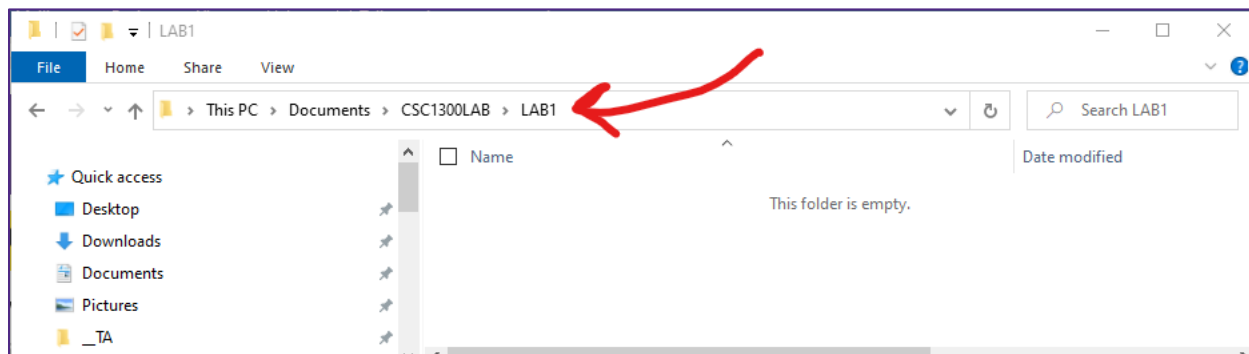 LAB1
File Home Share View
This PC > Documents > CSC1300LAB > LAB1 Search LAB1
Name Date modified
Quick access
This folder is empty.
Desktop
Downloads
Documents
Pictures
__TA